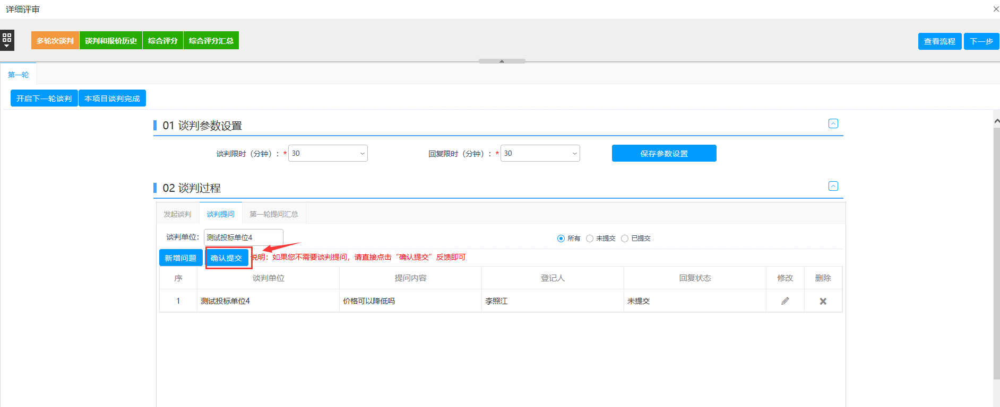 详细评审
多轮次谈判 谈判和报价历史 综合评分 综合评分汇总 查看流程 下一步
第一轮
开启下一轮谈判 本项目谈判完成
01 谈判参数设置
谈判限时（分钟）：* 30 回复限时（分钟）：* 30 保存参数设置
02 谈判过程
发起谈判 谈判提问 第一轮提问汇总
谈判单位： 测试投标单位4 所有 未提交 已提交
新增问题 确认提交 说明：如果您不需要谈判提问，请直接点击“确认提交”反馈即可
序 谈判单位 提问内容 登记人 回复状态 修改 删除
1 测试投标单位4 价格可以降低吗 李照江 未提交